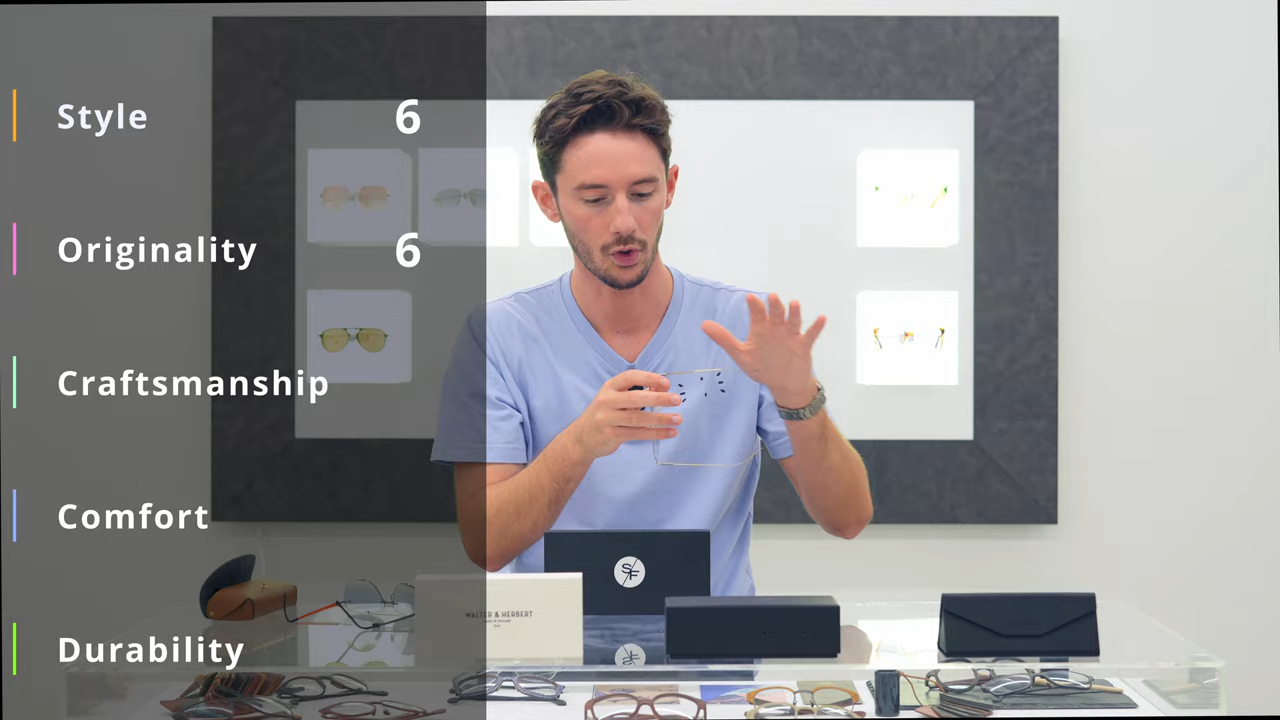 Style 6
Originality 6
Craftsmanship
Comfort
Durability
SF
WALTER & HERBERT